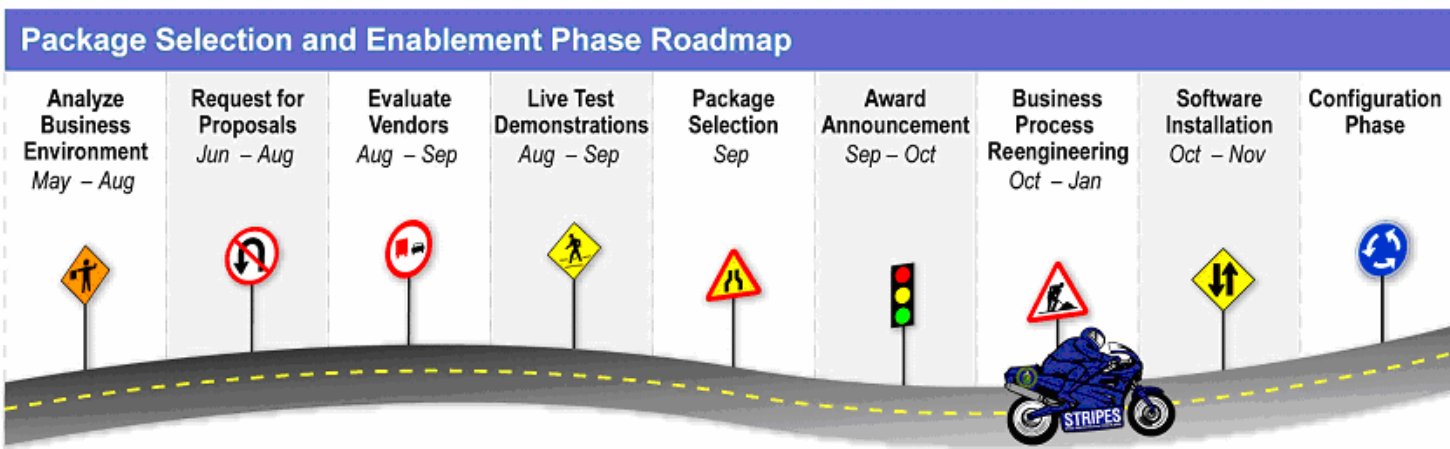 Package Selection and Enablement Phase Roadmap
Analyze
Business
Environment
May – Aug
Request for
Proposals
Jun – Aug
Evaluate
Vendors
Aug – Sep
Live Test
Demonstrations
Aug – Sep
Package
Selection
Sep
Award
Announcement
Sep – Oct
Business
Process
Reengineering
Oct – Jan
Software
Installation
Oct – Nov
Configuration
Phase
STRIPES